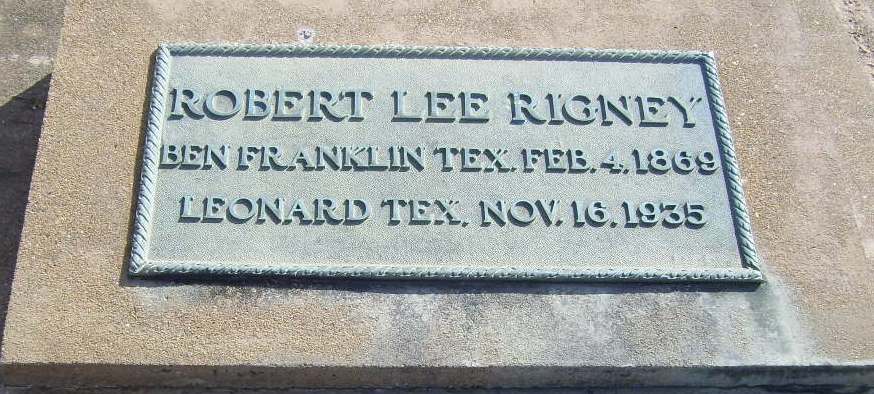 ROBERT LEE RIGNEY
BEN FRANKLIN TEX. FEB. 4, 1869
LEONARD TEX. NOV. 16, 1935